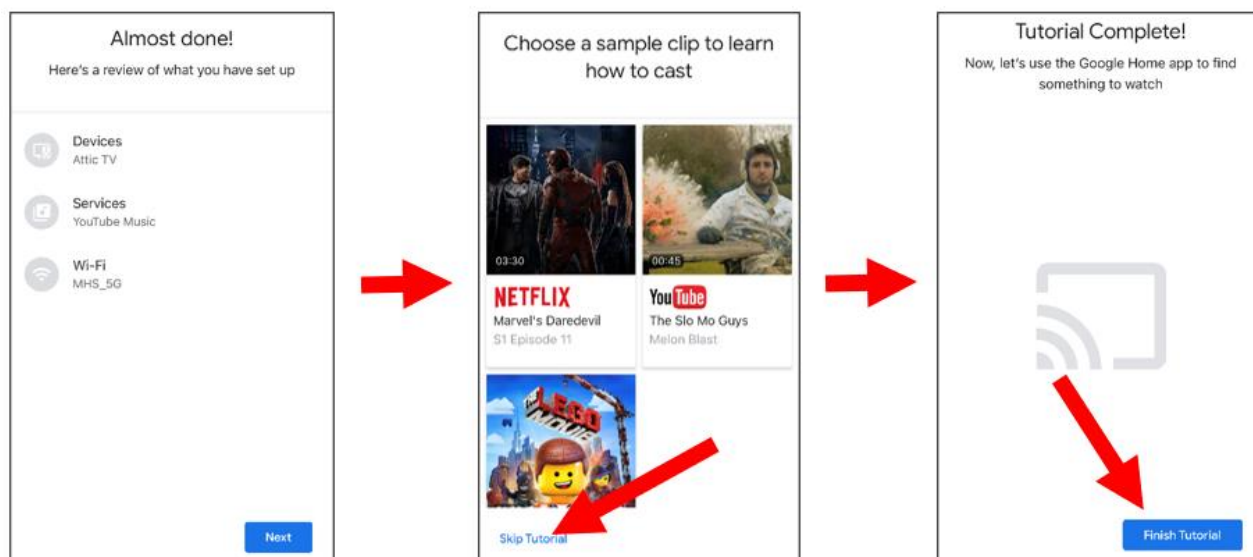 Almost done!
Here's a review of what you have set up
Devices
Attic TV
Services
YouTube Music
Wi-Fi
MHS_5G
Next
Choose a sample clip to learn
how to cast
03:30
NETFLIX
Marvel's Daredevil
S1 Episode 11
00:45
YouTube
The Slo Mo Guys
Melon Blast
THE LEGO
MOVIE
Skip Tutorial
Tutorial Complete!
Now, let's use the Google Home app to find
something to watch
Finish Tutorial